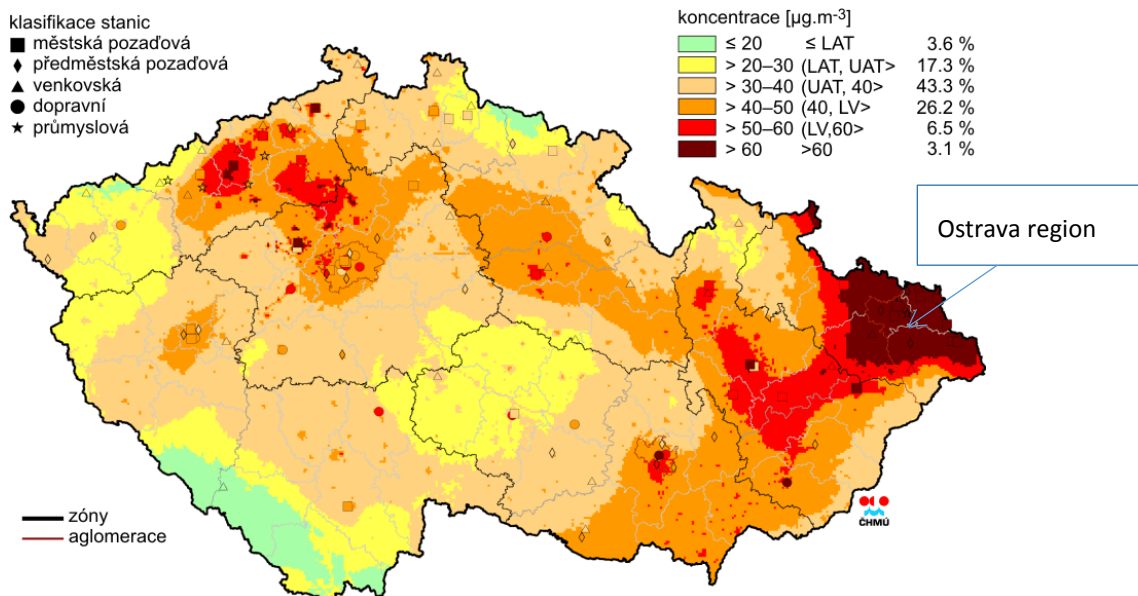 klasifikace stanic
městská pozaďová
předměstská pozaďová
venkovská
dopravní
průmyslová
koncentrace [µg.m⁻³]
≤ 20 ≤ LAT 3.6 %
> 20–30 (LAT, UAT> 17.3 %
> 30–40 (UAT, 40> 43.3 %
> 40–50 (40, LV> 26.2 %
> 50–60 (LV,60> 6.5 %
> 60 >60 3.1 %
Ostrava region
zóny
aglomerace
ČHMÚ